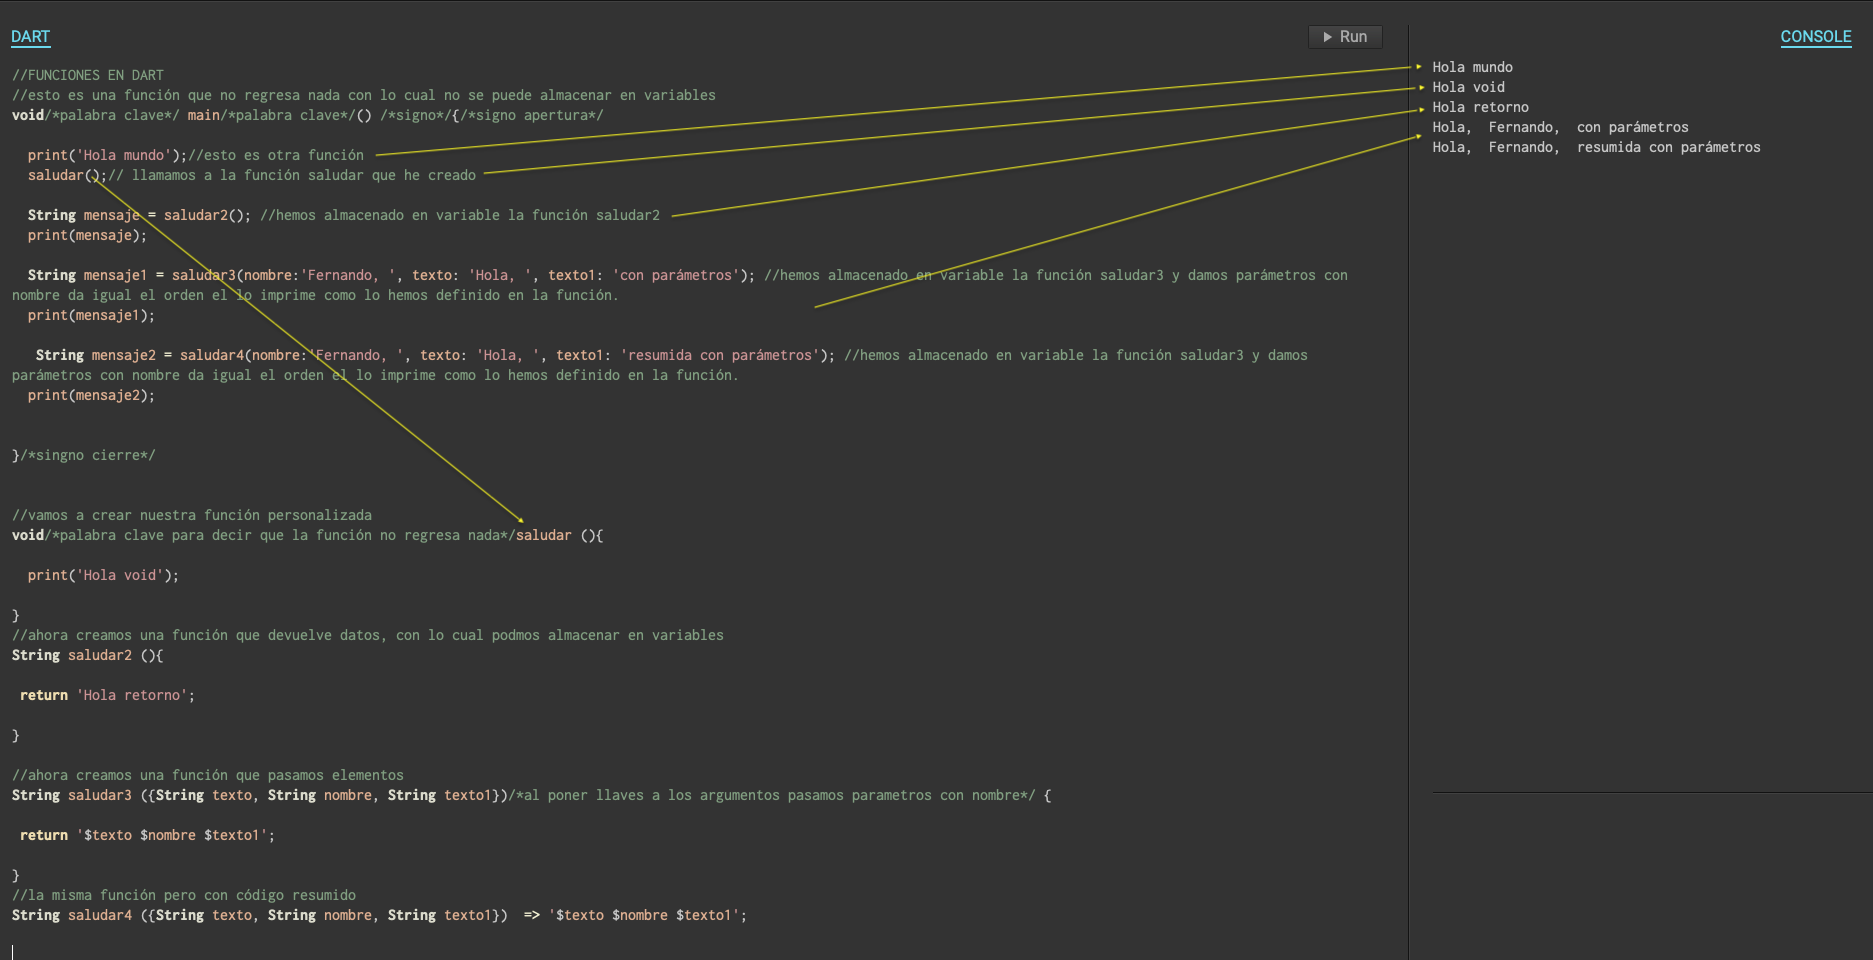 DART
Run
CONSOLE
//FUNCIONES EN DART
//esto es una función que no regresa nada con lo cual no se puede almacenar en variables
void/*palabra clave*/ main/*palabra clave*/() /*signo*/{/*signo apertura*/
print('Hola mundo');//esto es otra función
saludar();// llamamos a la función saludar que he creado
String mensaje = saludar2(); //hemos almacenado en variable la función saludar2
print(mensaje);
String mensaje1 = saludar3(nombre:'Fernando, ', texto: 'Hola, ', texto1: 'con parámetros'); //hemos almacenado en variable la función saludar3 y damos parámetros con
nombre da igual el orden el lo imprime como lo hemos definido en la función.
print(mensaje1);
String mensaje2 = saludar4(nombre:'Fernando, ', texto: 'Hola, ', texto1: 'resumida con parámetros'); //hemos almacenado en variable la función saludar3 y damos
parámetros con nombre da igual el orden el lo imprime como lo hemos definido en la función.
print(mensaje2);
}/*singno cierre*/
//vamos a crear nuestra función personalizada
void/*palabra clave para decir que la función no regresa nada*/saludar (){
print('Hola void');
}
//ahora creamos una función que devuelve datos, con lo cual podmos almacenar en variables
String saludar2 (){
return 'Hola retorno';
}
//ahora creamos una función que pasamos elementos
String saludar3 ({String texto, String nombre, String texto1})/*al poner llaves a los argumentos pasamos parametros con nombre*/ {
return '$texto $nombre $texto1';
}
//la misma función pero con código resumido
String saludar4 ({String texto, String nombre, String texto1})  => '$texto $nombre $texto1';
Hola mundo
Hola void
Hola retorno
Hola,  Fernando,  con parámetros
Hola,  Fernando,  resumida con parámetros